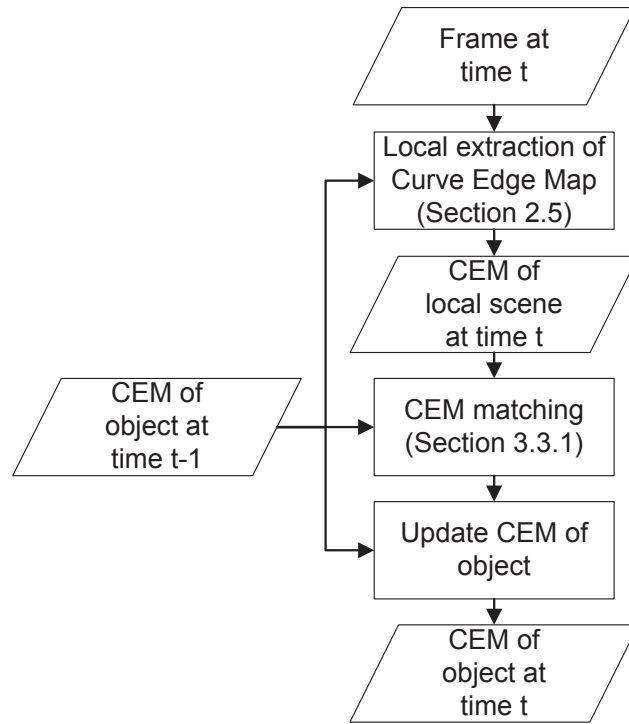 Frame at
time t
Local extraction of
Curve Edge Map
(Section 2.5)
CEM of
local scene
at time t
CEM of
object at
time t-1
CEM matching
(Section 3.3.1)
Update CEM of
object
CEM of
object at
time t